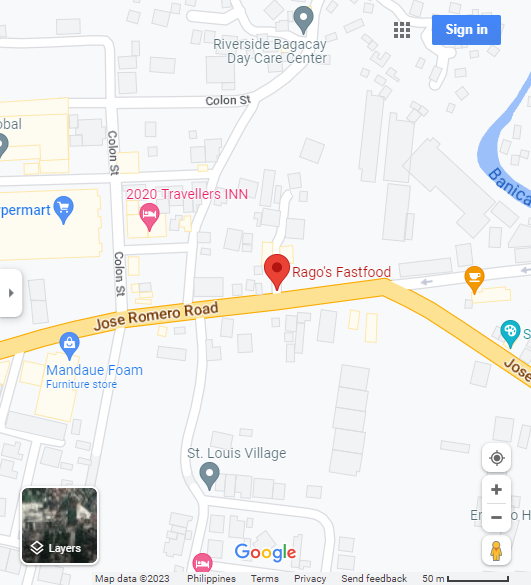 Riverside Bagacay
Day Care Center
Sign in
Colon St
obal
Colon St
Banica
2020 Travellers INN
permart
Colon St
Rago's Fastfood
Jose Romero Road
S
Jose
Mandaue Foam
Furniture store
St. Louis Village
Layers
Google
Map data ©2023
Philippines
Terms
Privacy
Send feedback
50 m